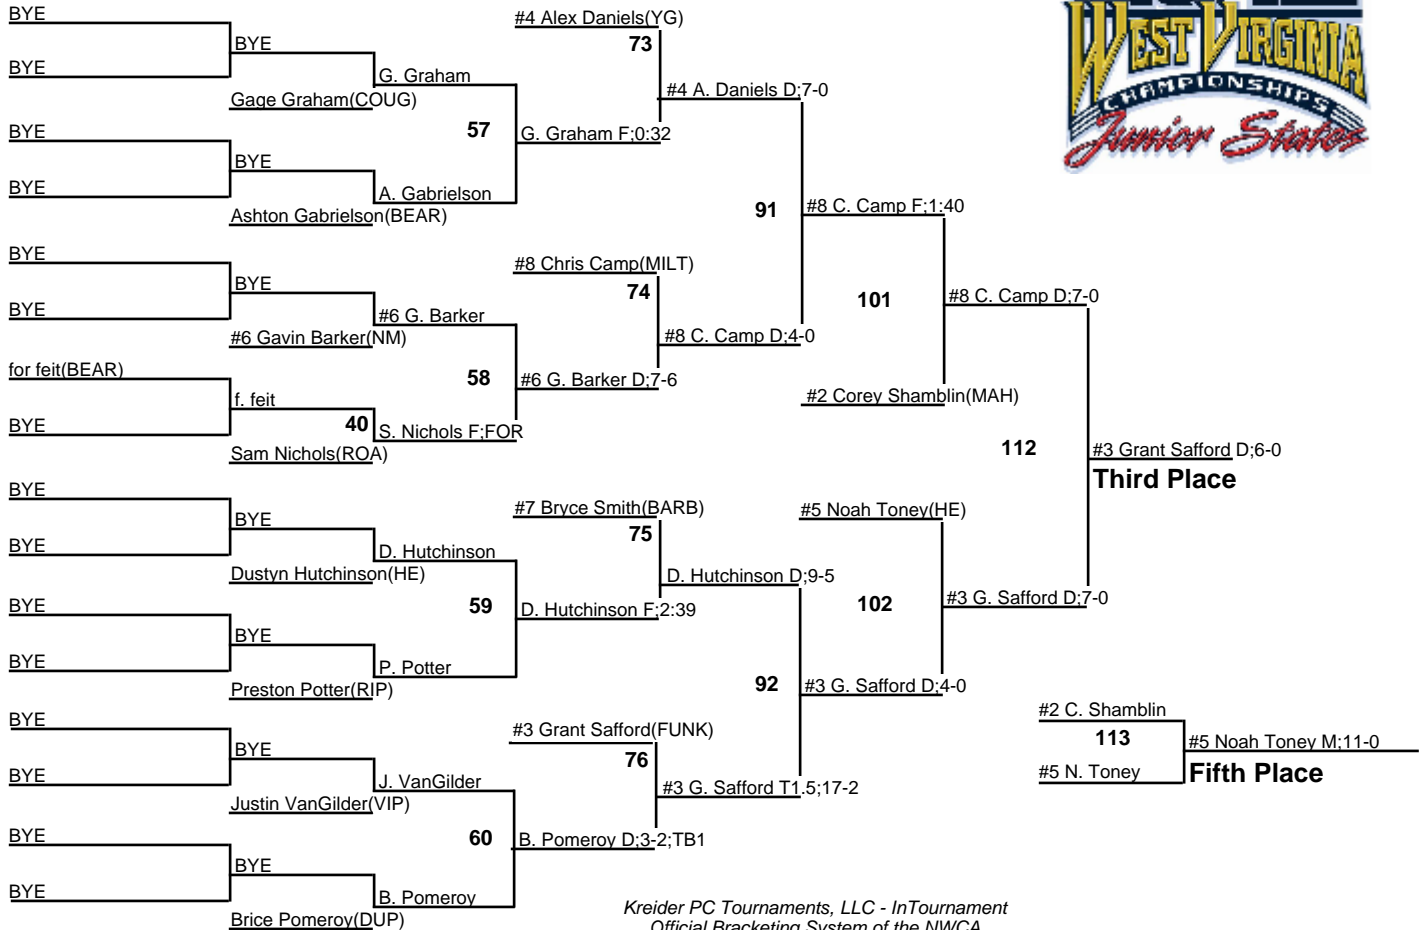 BYE
#4 Alex Daniels(YG)
73
BYE
BYE
G. Graham
#4 A. Daniels D;7-0
Gage Graham(COUG)
57
BYE
G. Graham F;0:32
BYE
BYE
A. Gabrielson
Ashton Gabrielson(BEAR)
91
#8 C. Camp F;1:40
BYE
#8 Chris Camp(MILT)
BYE
74
101
#8 C. Camp D;7-0
BYE
#6 G. Barker
#6 Gavin Barker(NM)
#8 C. Camp D;4-0
for feit(BEAR)
58
#6 G. Barker D;7-6
f. feit
#2 Corey Shamblin(MAH)
BYE
40
S. Nichols F;FOR
Sam Nichols(ROA)
112
#3 Grant Safford D;6-0
Third Place
BYE
#7 Bryce Smith(BARB)
#5 Noah Toney(HE)
BYE
75
BYE
D. Hutchinson
Dustyn Hutchinson(HE)
D. Hutchinson D;9-5
BYE
59
D. Hutchinson F;2:39
102
#3 G. Safford D;7-0
BYE
BYE
P. Potter
Preston Potter(RIP)
92
#3 G. Safford D;4-0
BYE
#3 Grant Safford(FUNK)
#2 C. Shamblin
BYE
76
113
#5 Noah Toney M;11-0
BYE
J. VanGilder
#3 G. Safford T1.5;17-2
#5 N. Toney
Fifth Place
Justin VanGilder(VIP)
BYE
60
B. Pomeroy D;3-2;TB1
BYE
BYE
B. Pomeroy
Brice Pomeroy(DUP)
WEST VIRGINIA
CHAMPIONSHIPS
Junior States
Kreider PC Tournaments, LLC - InTournament
Official Bracketing System of the NWCA